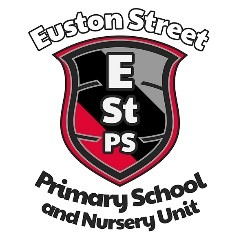 Euston Street
E
St
PS
Primary School
and Nursery Unit